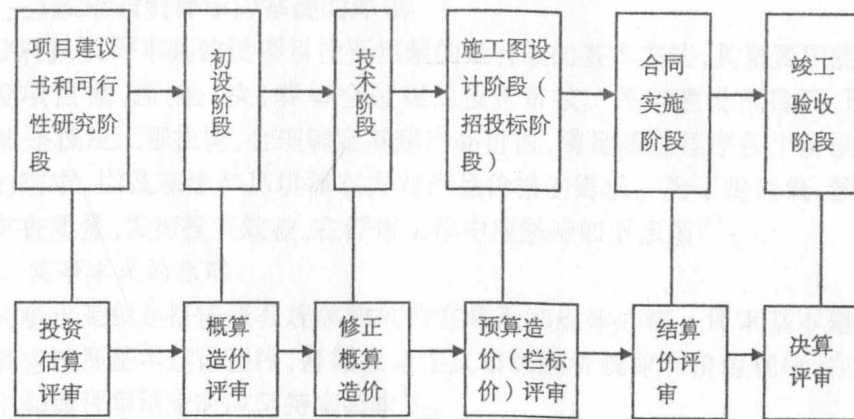 项目建议
书和可行
性研究阶
段
初设阶段
技术阶段
施工图设
计阶段（
招投标阶
段）
合同
实施
阶段
竣工
验收
阶段
投资
估算
评审
概算
造价
评审
修正
概算
造价
预算造
价（拦标
价）评审
结算
价评
审
决算
评审